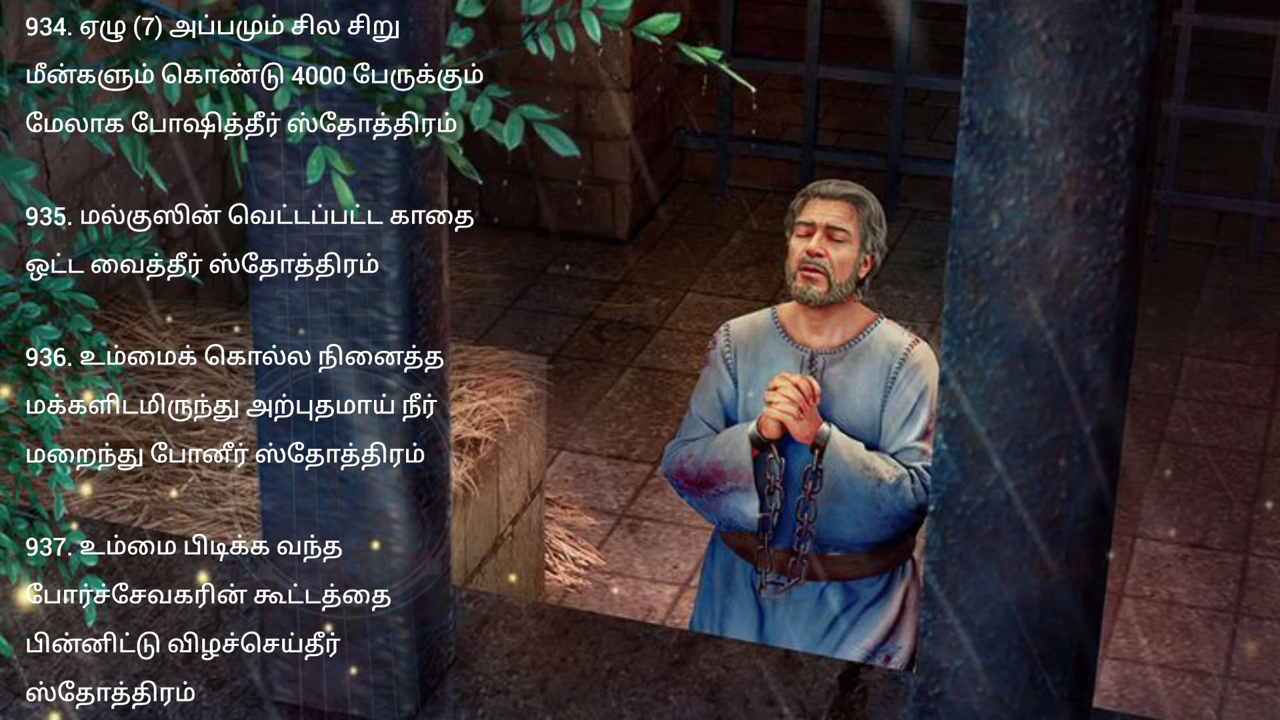 934. ஏழு (7) அப்பமும் சில சிறு
மீன்களும் கொண்டு 4000 பேருக்கும்
மேலாக போஷித்தீர் ஸ்தோத்திரம்
935. மல்குஸின் வெட்டப்பட்ட காதை
ஒட்ட வைத்தீர் ஸ்தோத்திரம்
936. உம்மைக் கொல்ல நினைத்த
மக்களிடமிருந்து அற்புதமாய் நீர்
மறைந்து போனீர் ஸ்தோத்திரம்
937. உம்மை பிடிக்க வந்த
போர்ச்சேவகரின் கூட்டத்தை
பின்னிட்டு விழச்செய்தீர்
ஸ்தோத்திரம்